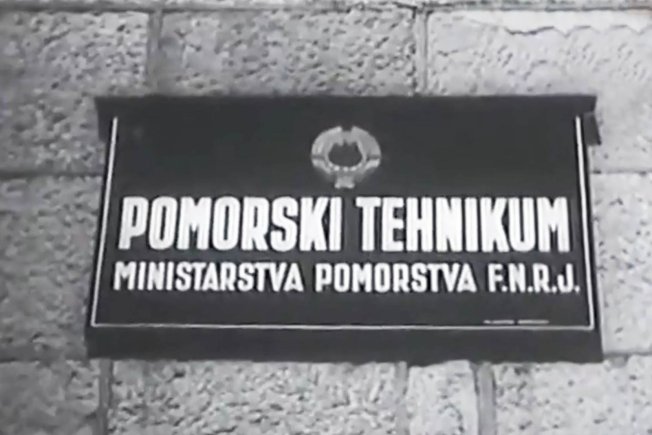 POMORSKI TEHNIKUM
MINISTARSTVA POMORSTVA F.N.R.J.